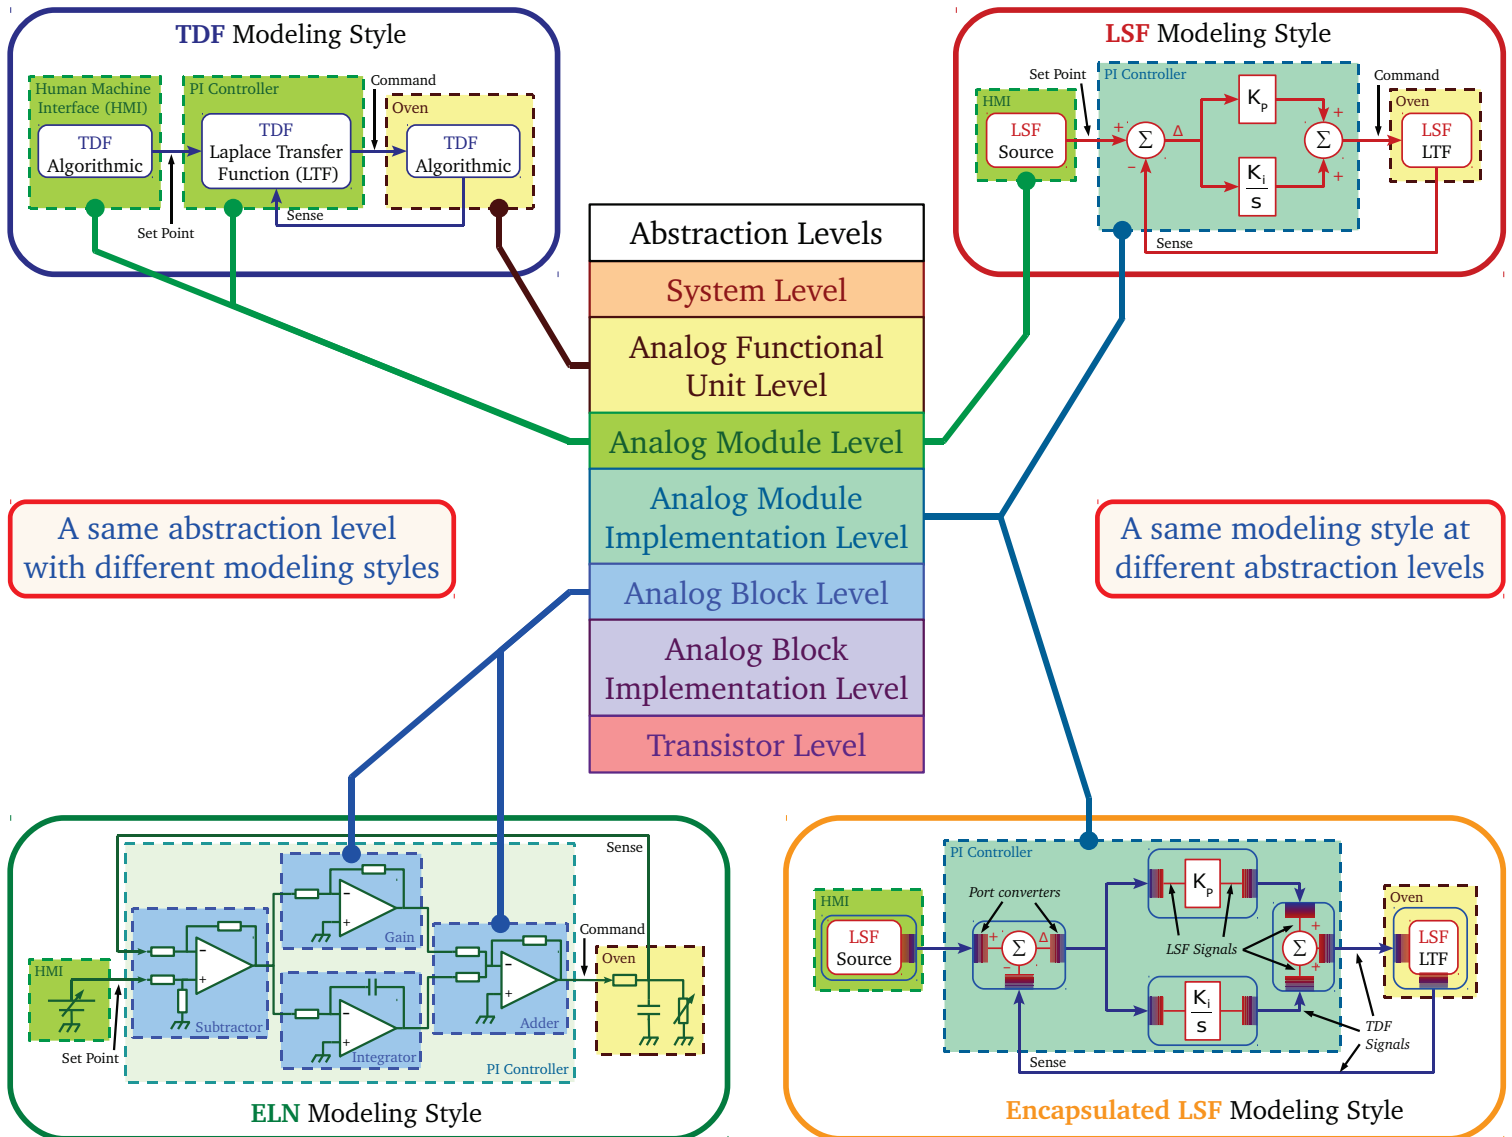 TDF Modeling Style
Human Machine
Interface (HMI)
TDF
Algorithmic
Set Point
PI Controller
TDF
Laplace Transfer
Function (LTF)
Command
Oven
TDF
Algorithmic
Sense
LSF Modeling Style
HMI
LSF
Source
Set Point
PI Controller
+
−
Σ
Δ
K_P
K_i
s
+
+
Σ
Command
Oven
LSF
LTF
Sense
Abstraction Levels
System Level
Analog Functional
Unit Level
Analog Module Level
Analog Module
Implementation Level
Analog Block Level
Analog Block
Implementation Level
Transistor Level
A same abstraction level
with different modeling styles
A same modeling style at
different abstraction levels
Sense
HMI
Set Point
−
+
Subtractor
−
+
Gain
−
+
Integrator
−
+
Adder
PI Controller
Command
Oven
ELN Modeling Style
HMI
LSF
Source
PI Controller
Port converters
+
−
Σ
Δ
K_P
LSF Signals
K_i
s
+
Σ
+
Oven
LSF
LTF
TDF
Signals
Sense
Encapsulated LSF Modeling Style